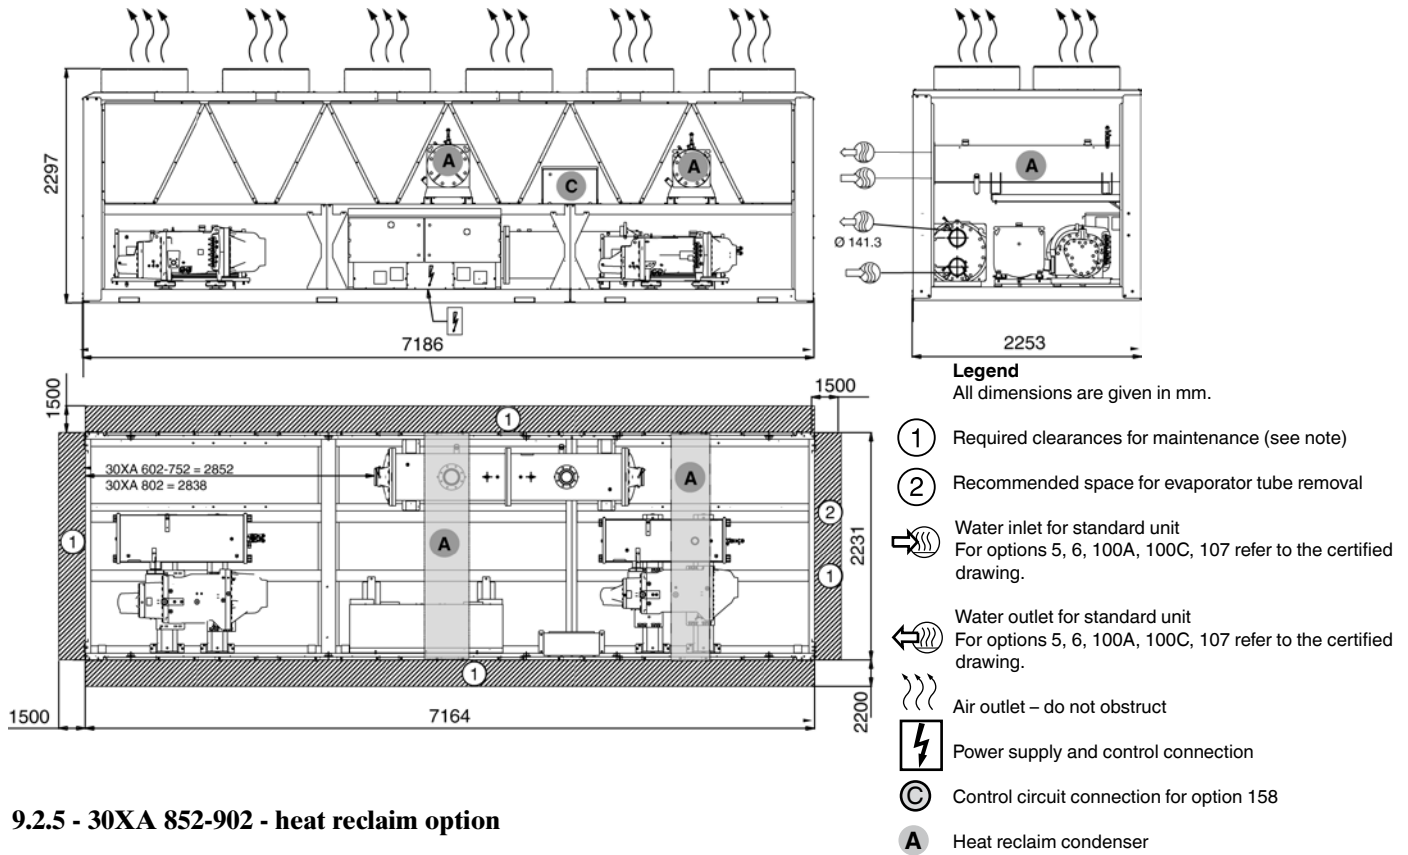 2297
A
C
A
A
Ø 141.3
7186
2253
Legend
All dimensions are given in mm.
1500
1500
1
1 Required clearances for maintenance (see note)
30XA 602-752 = 2852
30XA 802 = 2838
A
2 Recommended space for evaporator tube removal
2
1
A
2231
1
Water inlet for standard unit
For options 5, 6, 100A, 100C, 107 refer to the certified
drawing.
Water outlet for standard unit
For options 5, 6, 100A, 100C, 107 refer to the certified
drawing.
1
2200
1500
7164
Air outlet – do not obstruct
Power supply and control connection
C Control circuit connection for option 158
A Heat reclaim condenser
9.2.5 - 30XA 852-902 - heat reclaim option